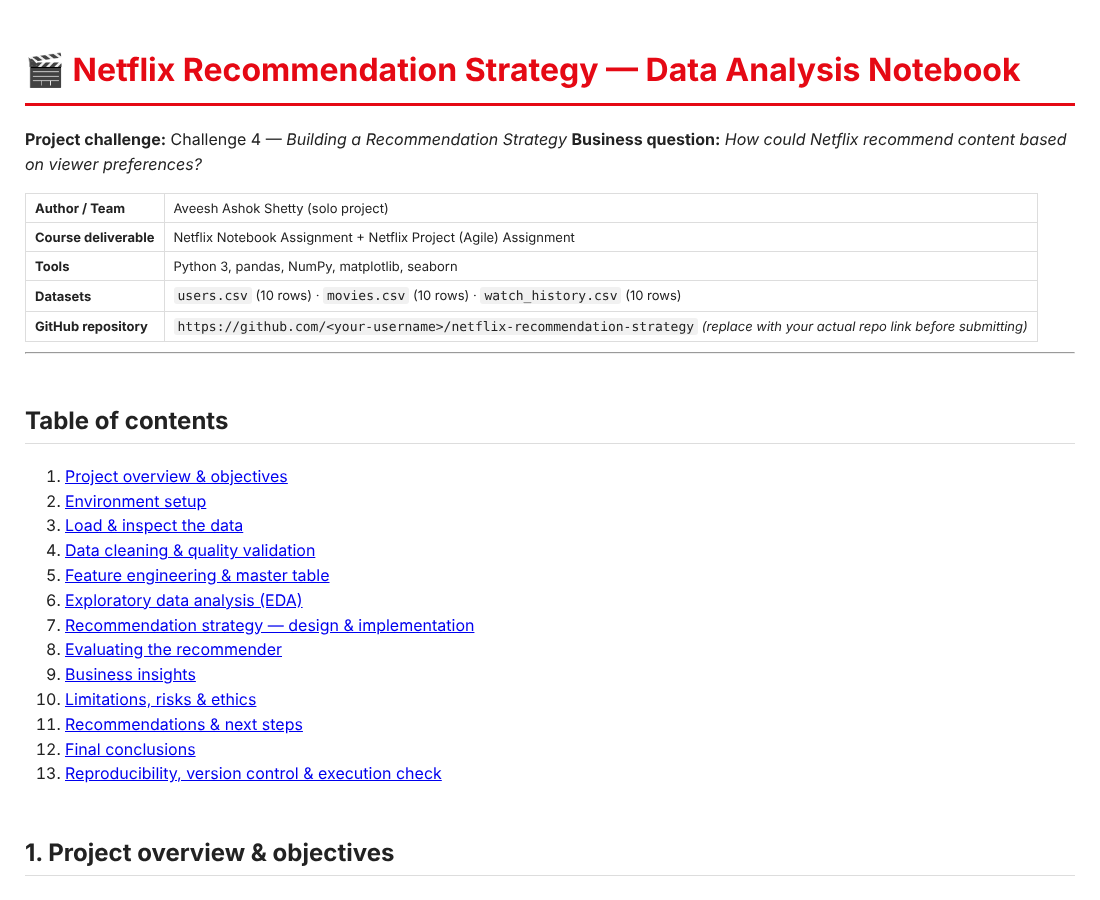 🎬 Netflix Recommendation Strategy — Data Analysis Notebook
Project challenge: Challenge 4 — Building a Recommendation Strategy Business question: How could Netflix recommend content based
on viewer preferences?
Author / Team Aveesh Ashok Shetty (solo project)
Course deliverable Netflix Notebook Assignment + Netflix Project (Agile) Assignment
Tools Python 3, pandas, NumPy, matplotlib, seaborn
Datasets users.csv (10 rows) · movies.csv (10 rows) · watch_history.csv (10 rows)
GitHub repository https://github.com/<your-username>/netflix-recommendation-strategy (replace with your actual repo link before submitting)
Table of contents
1. Project overview & objectives
2. Environment setup
3. Load & inspect the data
4. Data cleaning & quality validation
5. Feature engineering & master table
6. Exploratory data analysis (EDA)
7. Recommendation strategy — design & implementation
8. Evaluating the recommender
9. Business insights
10. Limitations, risks & ethics
11. Recommendations & next steps
12. Final conclusions
13. Reproducibility, version control & execution check
1. Project overview & objectives